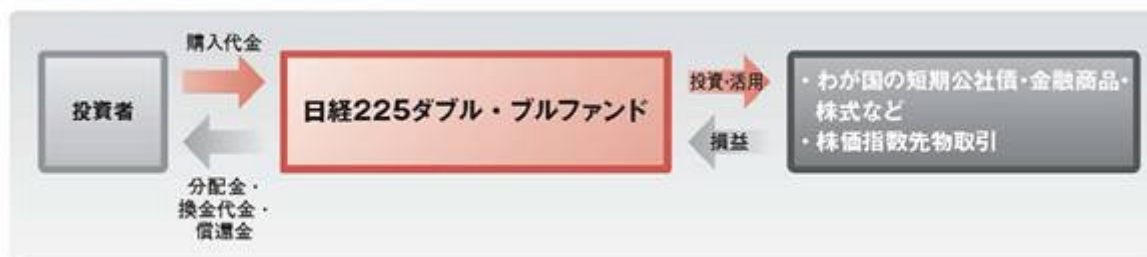 購入代金
投資者
日経225ダブル・ブルファンド
投資・活用
・わが国の短期公社債・金融商品・
株式など
・株価指数先物取引
損益
分配金・
換金代金・
償還金